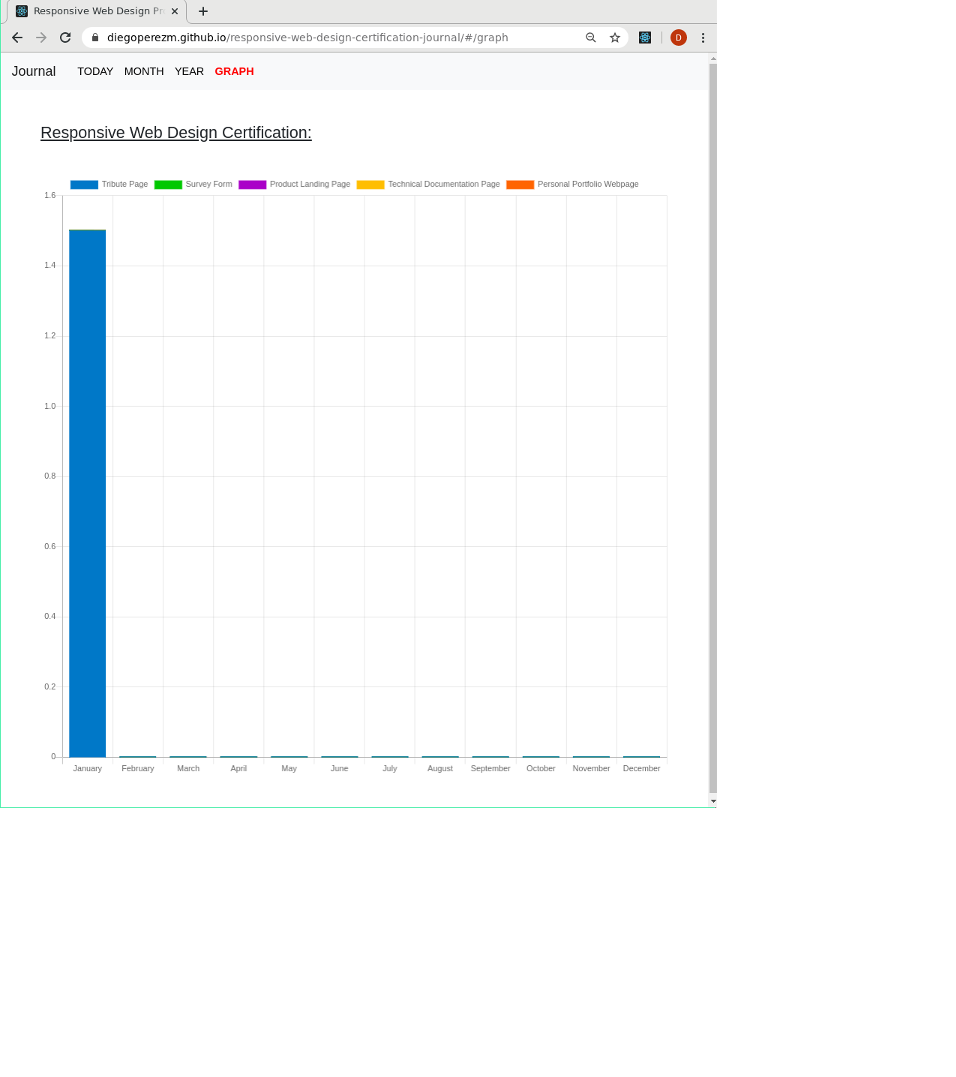 Responsive Web Design Pr
diegoperezm.github.io/responsive-web-design-certification-journal/#/graph
D
Journal TODAY MONTH YEAR GRAPH
Responsive Web Design Certification:
Tribute Page Survey Form Product Landing Page Technical Documentation Page Personal Portfolio Webpage
1.6
1.4
1.2
1.0
0.8
0.6
0.4
0.2
0
January February March April May June July August September October November December